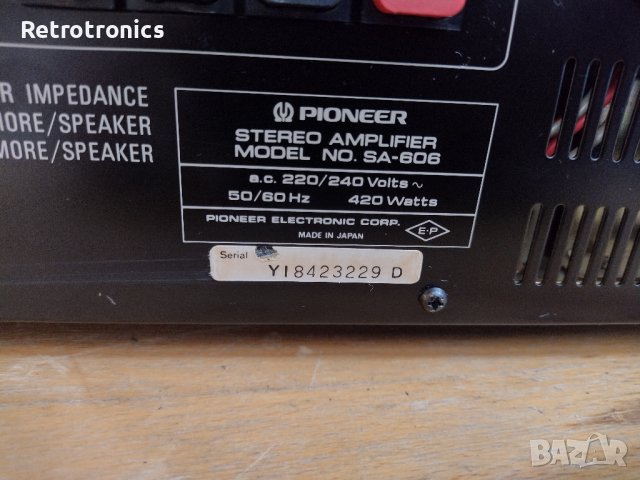 Retrotronics
R IMPEDANCE
MORE/SPEAKER
MORE/SPEAKER
PIONEER
STEREO AMPLIFIER
MODEL NO. SA-606
a.c. 220/240 Volts ~
50/60 Hz 420 Watts
PIONEER ELECTRONIC CORP.
MADE IN JAPAN
E·P
Serial
YI8423229 D
BAZAR